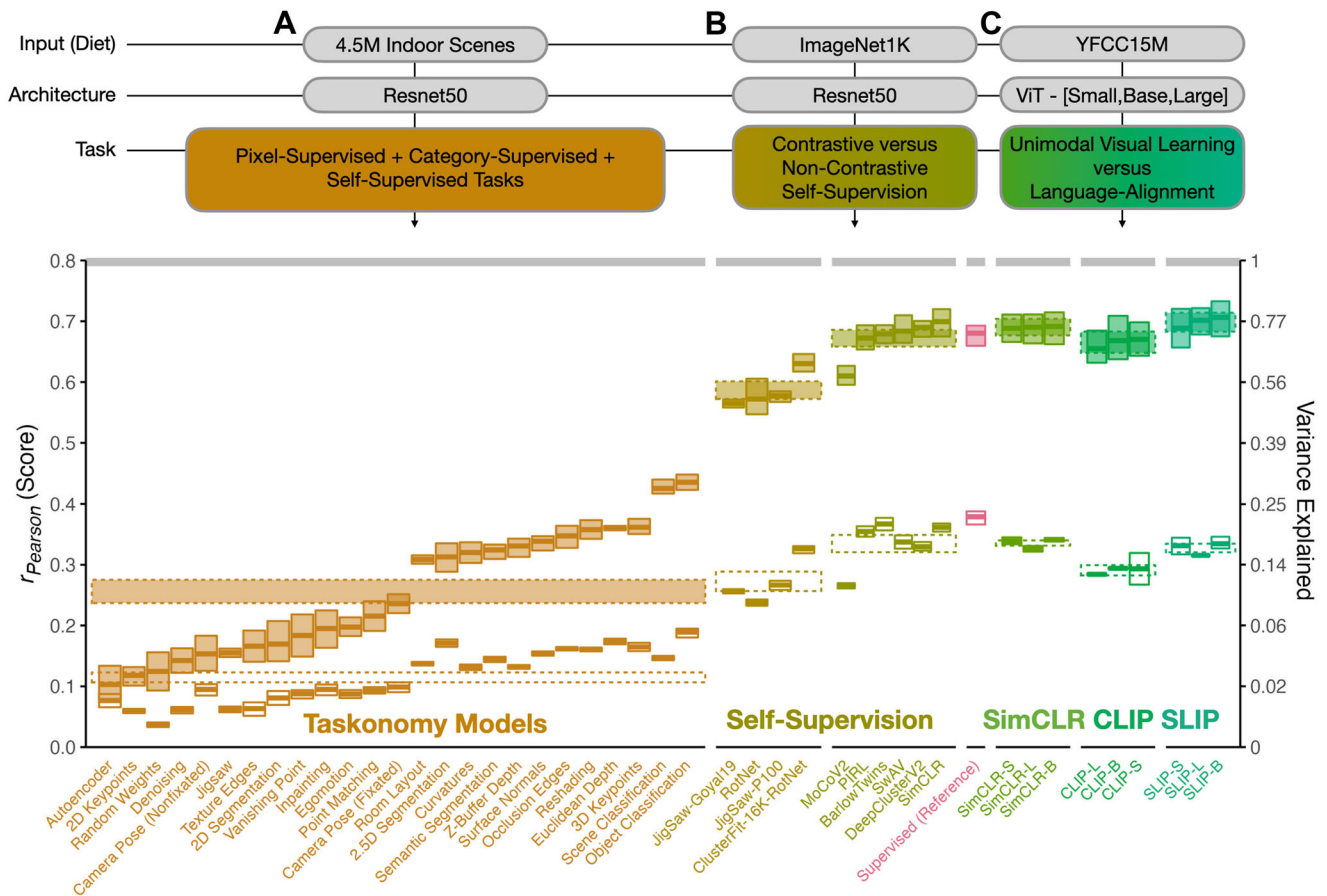 A
B
C
Input (Diet)
4.5M Indoor Scenes
ImageNet1K
YFCC15M
Architecture
Resnet50
Resnet50
ViT - [Small,Base,Large]
Task
Pixel-Supervised + Category-Supervised +
Self-Supervised Tasks
Contrastive versus
Non-Contrastive
Self-Supervision
Unimodal Visual Learning
versus
Language-Alignment
rPearson (Score)
0.8
0.7
0.6
0.5
0.4
0.3
0.2
0.1
0.0
1
0.77
0.56
0.39
0.25
0.14
0.06
0.02
0
Variance Explained
Taskonomy Models
Self-Supervision
SimCLR CLIP SLIP
Autoencoder
2D Keypoints
Random Weights
Denoising
Camera Pose (Nonfixated)
Jigsaw
Texture Edges
2D Segmentation
Vanishing Point
Impainting
Egomotion
Point Matching
Camera Pose (Fixated)
Room Layout
2.5D Segmentation
Curvatures
Semantic Segmentation
Z-Buffer Depth
Surface Normals
Occlusion Edges
Reshading
Euclidean Depth
3D Keypoints
Scene Classification
Object Classification
JigSaw-Goyal19
RotNet
JigSaw-P100
ClusterFit-16K-RotNet
MoCoV2
PIRL
BarlowTwins
SwAV
DeepClusterV2
SimCLR
Supervised (Reference)
SimCLR-S
SimCLR-L
SimCLR-B
CLIP-L
CLIP-B
CLIP-S
SLIP-S
SLIP-L
SLIP-B